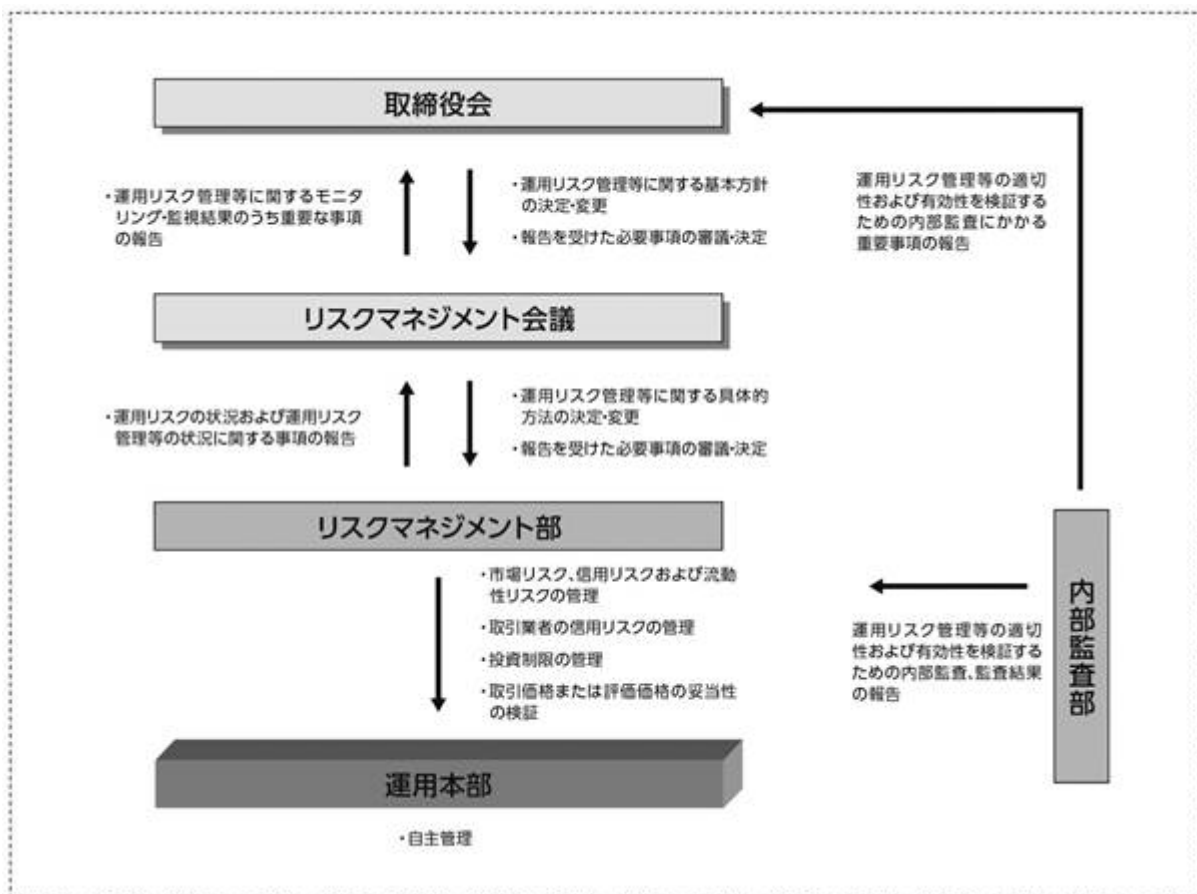 取締役会
・運用リスク管理等に関するモニタ
リング・監視結果のうち重要な事項
の報告
・運用リスク管理等に関する基本方針
の決定・変更
・報告を受けた必要事項の審議・決定
運用リスク管理等の適切
性および有効性を検証する
ための内部監査にかかる
重要事項の報告
リスクマネジメント会議
・運用リスクの状況および運用リスク
管理等の状況に関する事項の報告
・運用リスク管理等に関する具体的
方法の決定・変更
・報告を受けた必要事項の審議・決定
リスクマネジメント部
・市場リスク、信用リスクおよび流動
性リスクの管理
・取引業者の信用リスクの管理
・投資制限の管理
・取引価格または評価価格の妥当性
の検証
運用リスク管理等の適切
性および有効性を検証する
ための内部監査、監査結果
の報告
内部監査部
運用本部
・自主管理